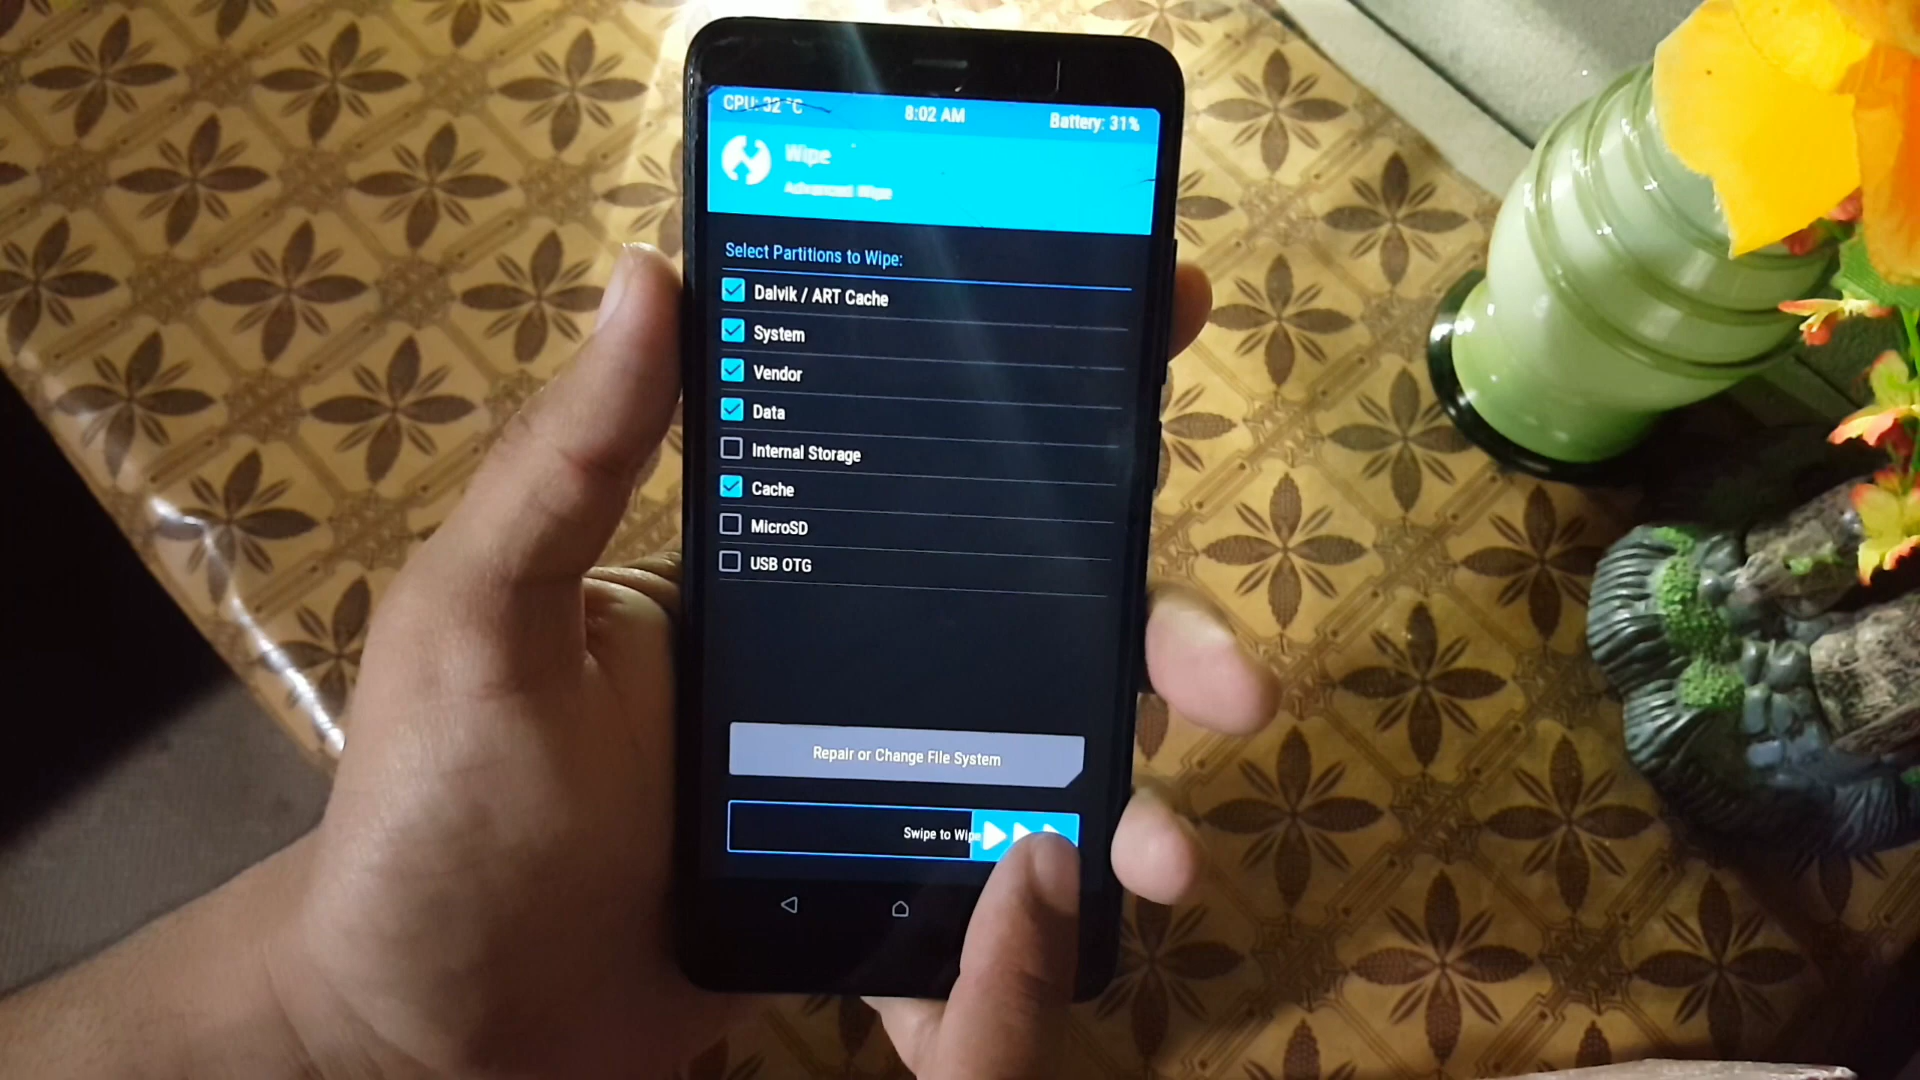 CPU: 32 °C 8:02 AM Battery: 31%
Wipe
Advanced Wipe
Select Partitions to Wipe:
Dalvik / ART Cache
System
Vendor
Data
Internal Storage
Cache
MicroSD
USB OTG
Repair or Change File System
Swipe to Wipe